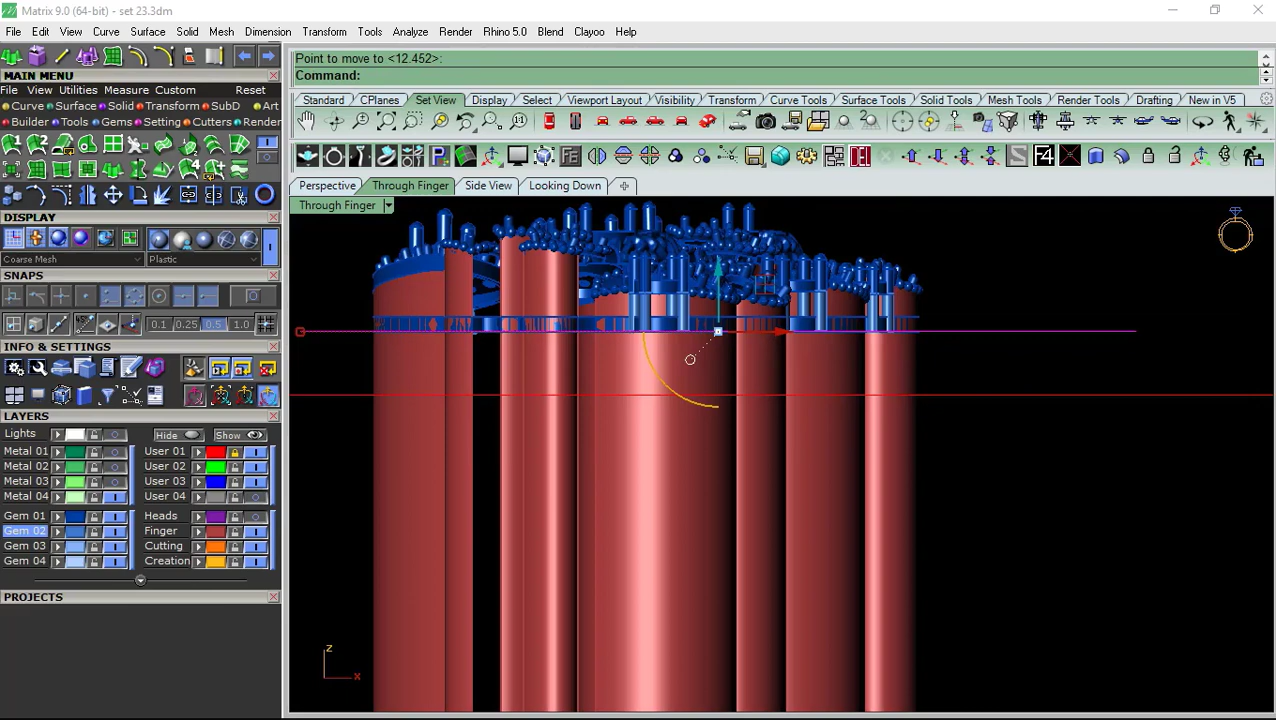 Matrix 9.0 (64-bit) - set 23.3dm
File Edit View Curve Surface Solid Mesh Dimension Transform Tools Analyze Render Rhino 5.0 Blend Clayoo Help
Point to move to <12.452>:
Command:
MAIN MENU
File View Utilities Measure Custom Reset
Curve Surface Solid Transform SubD Art
Builder Tools Gems Setting Cutters Render
Standard CPlanes Set View Display Select Viewport Layout Visibility Transform Curve Tools Surface Tools Solid Tools Mesh Tools Render Tools Drafting New in V5
Perspective Through Finger Side View Looking Down
Through Finger
DISPLAY
Coarse Mesh Plastic
SNAPS
0.1 0.25 0.5 1.0
INFO & SETTINGS
LAYERS
Lights Hide Show
Metal 01 User 01
Metal 02 User 02
Metal 03 User 03
Metal 04 User 04
Gem 01 Heads
Gem 02 Finger
Gem 03 Cutting
Gem 04 Creation
PROJECTS
z
x